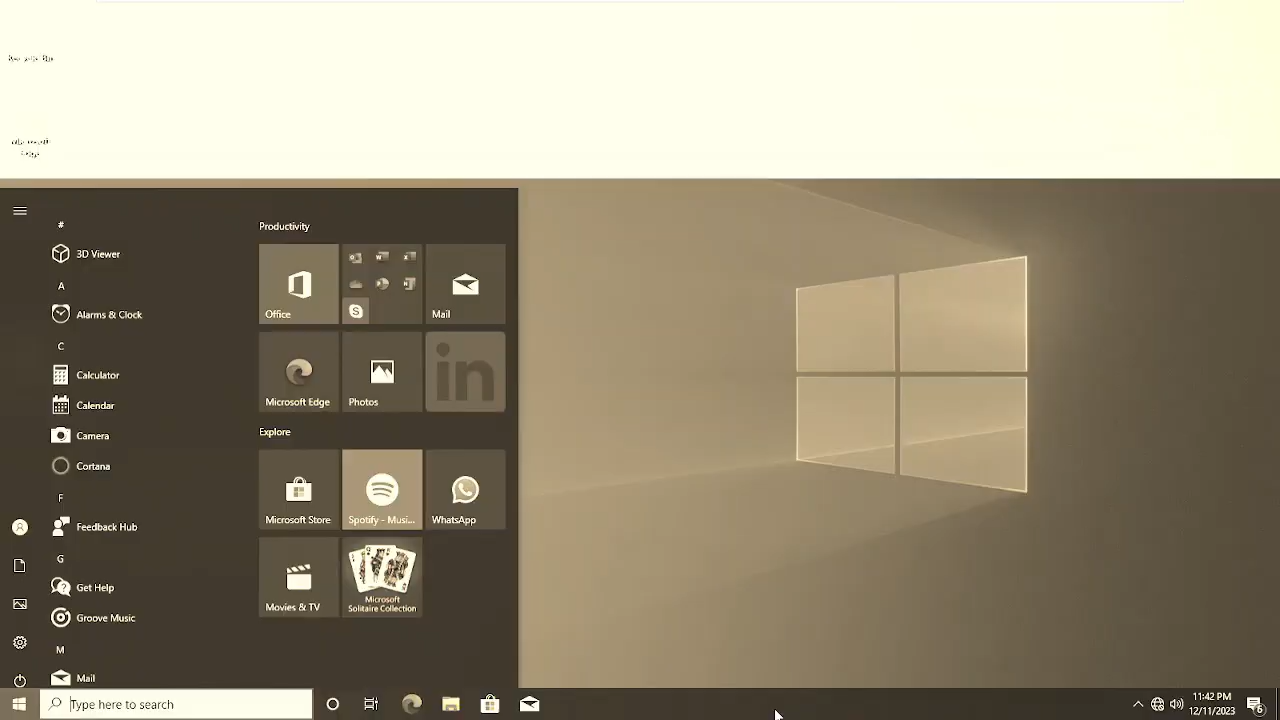 #
3D Viewer
A
Alarms & Clock
C
Calculator
Calendar
Camera
Cortana
F
Feedback Hub
G
Get Help
Groove Music
M
Mail
Productivity
Office
Mail
Microsoft Edge
Photos
in
Explore
Microsoft Store
Spotify - Musi...
WhatsApp
Movies & TV
Microsoft
Solitaire Collection
Type here to search
11:42 PM
12/11/2023
6